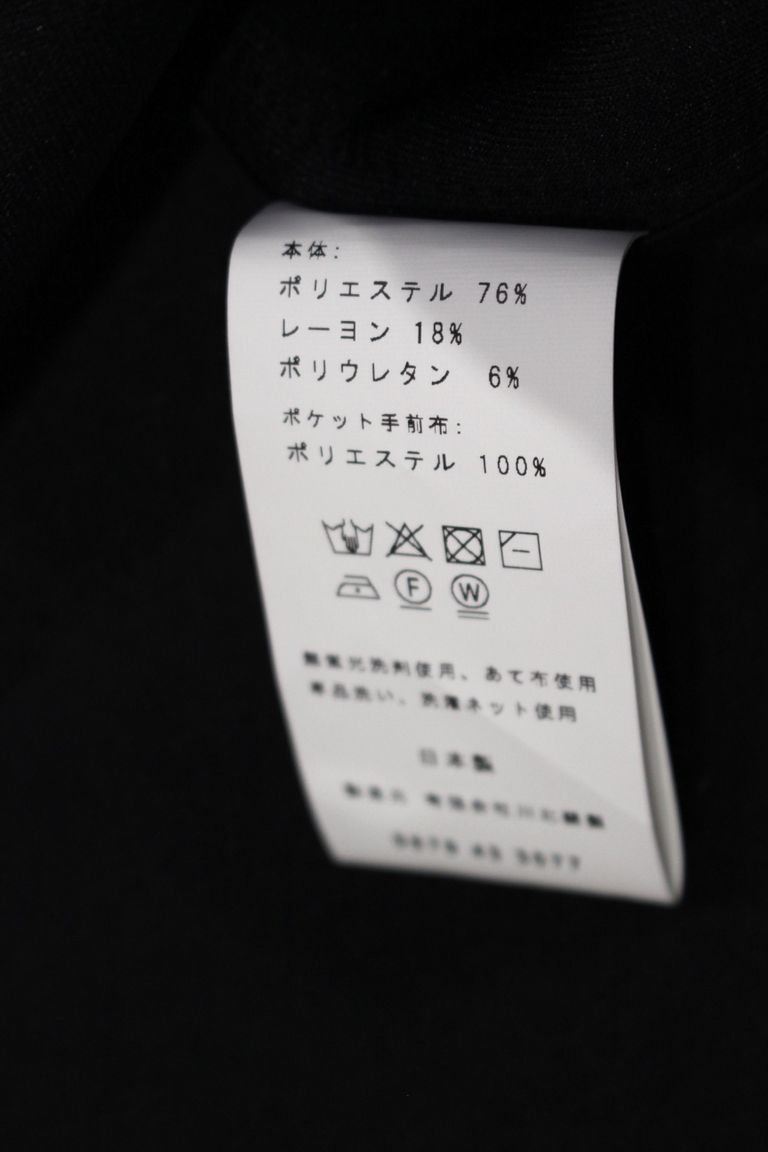 本体:
ポリエステル 76%
レーヨン 18%
ポリウレタン 6%
ポケット手前布:
ポリエステル 100%
F W
無蛍光洗剤使用、あて布使用
単品洗い、洗濯ネット使用
日本製
製造元